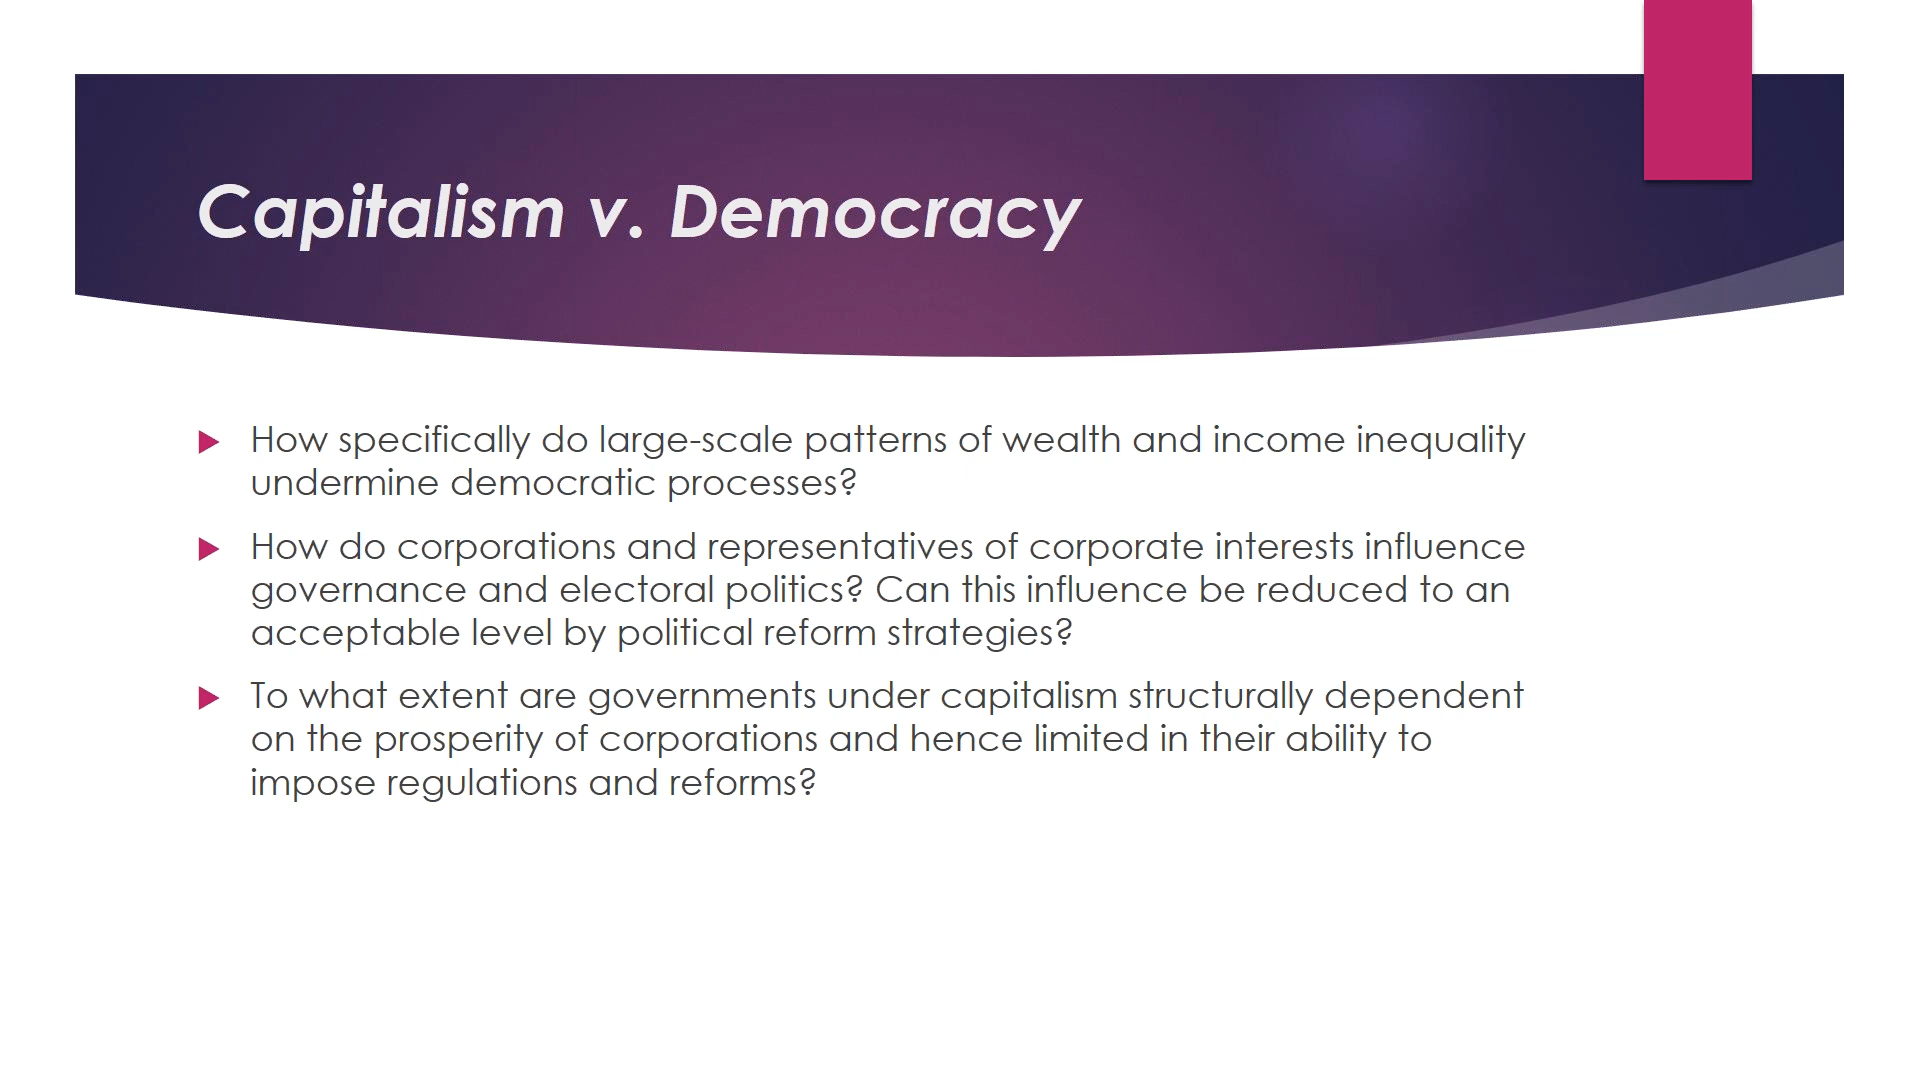 Capitalism v. Democracy
How specifically do large-scale patterns of wealth and income inequality
undermine democratic processes?
How do corporations and representatives of corporate interests influence
governance and electoral politics? Can this influence be reduced to an
acceptable level by political reform strategies?
To what extent are governments under capitalism structurally dependent
on the prosperity of corporations and hence limited in their ability to
impose regulations and reforms?